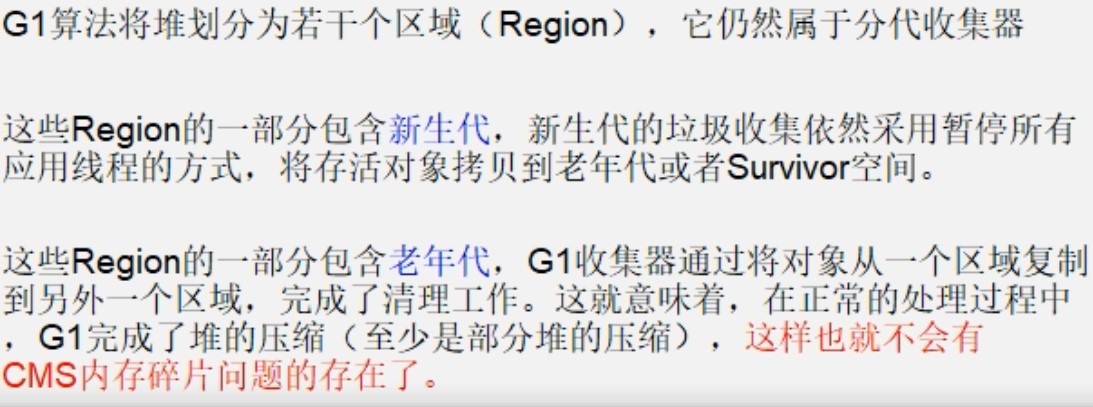 G1算法将堆划分为若干个区域（Region），它仍然属于分代收集器
这些Region的一部分包含新生代，新生代的垃圾收集依然采用暂停所有
应用线程的方式，将存活对象拷贝到老年代或者Survivor空间。
这些Region的一部分包含老年代，G1收集器通过将对象从一个区域复制
到另外一个区域，完成了清理工作。这就意味着，在正常的处理过程中
，G1完成了堆的压缩（至少是部分堆的压缩），这样也就不会有
CMS内存碎片问题的存在了。